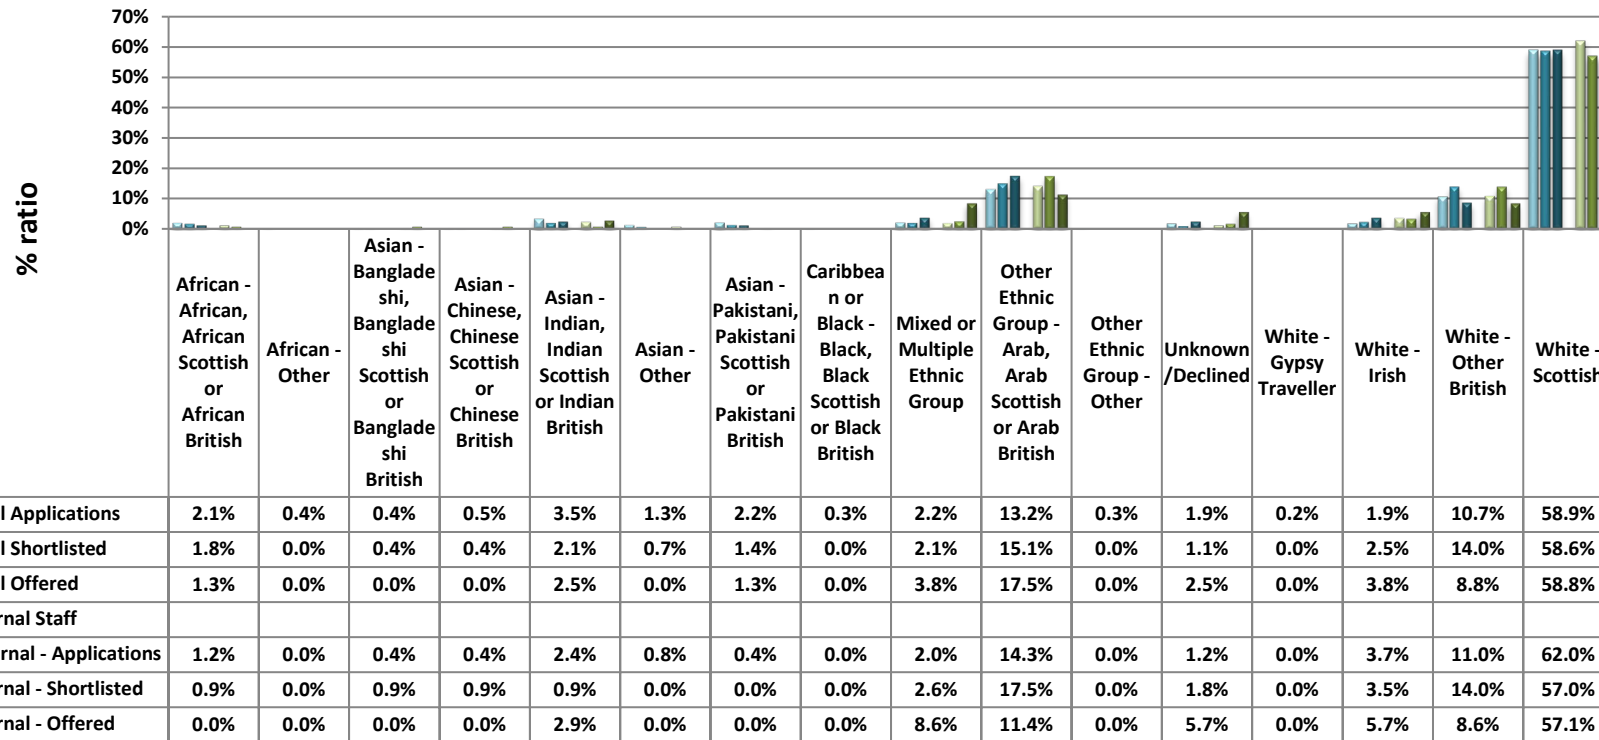 70%
60%
50%
40%
30%
20%
10%
0%
% ratio
African -
African,
African
Scottish
or
African
British
African -
Other
Asian -
Banglade
shi,
Banglade
shi
Scottish
or
Banglade
shi
British
Asian -
Chinese,
Chinese
Scottish
or
Chinese
British
Asian -
Indian,
Indian
Scottish
or Indian
British
Asian -
Other
Asian -
Pakistani,
Pakistani
Scottish
or
Pakistani
British
Caribbea
n or
Black -
Black,
Black
Scottish
or Black
British
Mixed or
Multiple
Ethnic
Group
Other
Ethnic
Group -
Arab,
Arab
Scottish
or Arab
British
Other
Ethnic
Group -
Other
Unknown
/Declined
White -
Gypsy
Traveller
White -
Irish
White -
Other
British
White -
Scottish
l Applications 2.1% 0.4% 0.4% 0.5% 3.5% 1.3% 2.2% 0.3% 2.2% 13.2% 0.3% 1.9% 0.2% 1.9% 10.7% 58.9%
l Shortlisted 1.8% 0.0% 0.4% 0.4% 2.1% 0.7% 1.4% 0.0% 2.1% 15.1% 0.0% 1.1% 0.0% 2.5% 14.0% 58.6%
l Offered 1.3% 0.0% 0.0% 0.0% 2.5% 0.0% 1.3% 0.0% 3.8% 17.5% 0.0% 2.5% 0.0% 3.8% 8.8% 58.8%
rnal Staff
rnal - Applications 1.2% 0.0% 0.4% 0.4% 2.4% 0.8% 0.4% 0.0% 2.0% 14.3% 0.0% 1.2% 0.0% 3.7% 11.0% 62.0%
rnal - Shortlisted 0.9% 0.0% 0.9% 0.9% 0.9% 0.0% 0.0% 0.0% 2.6% 17.5% 0.0% 1.8% 0.0% 3.5% 14.0% 57.0%
rnal - Offered 0.0% 0.0% 0.0% 0.0% 2.9% 0.0% 0.0% 0.0% 8.6% 11.4% 0.0% 5.7% 0.0% 5.7% 8.6% 57.1%